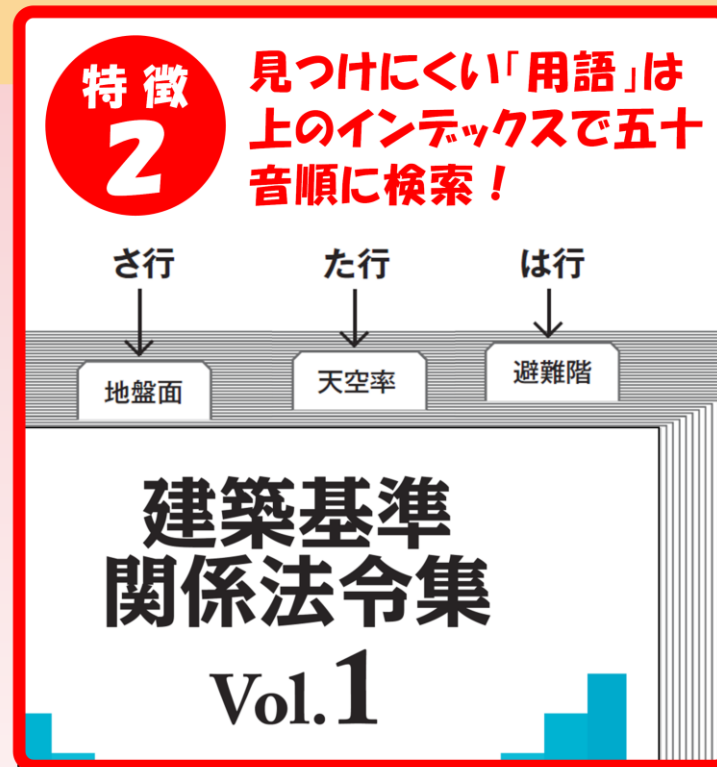 特徴
2
見つけにくい「用語」は
上のインデックスで五十
音順に検索！
さ行 た行 は行
地盤面 天空率 避難階
建築基準
関係法令集
Vol.1